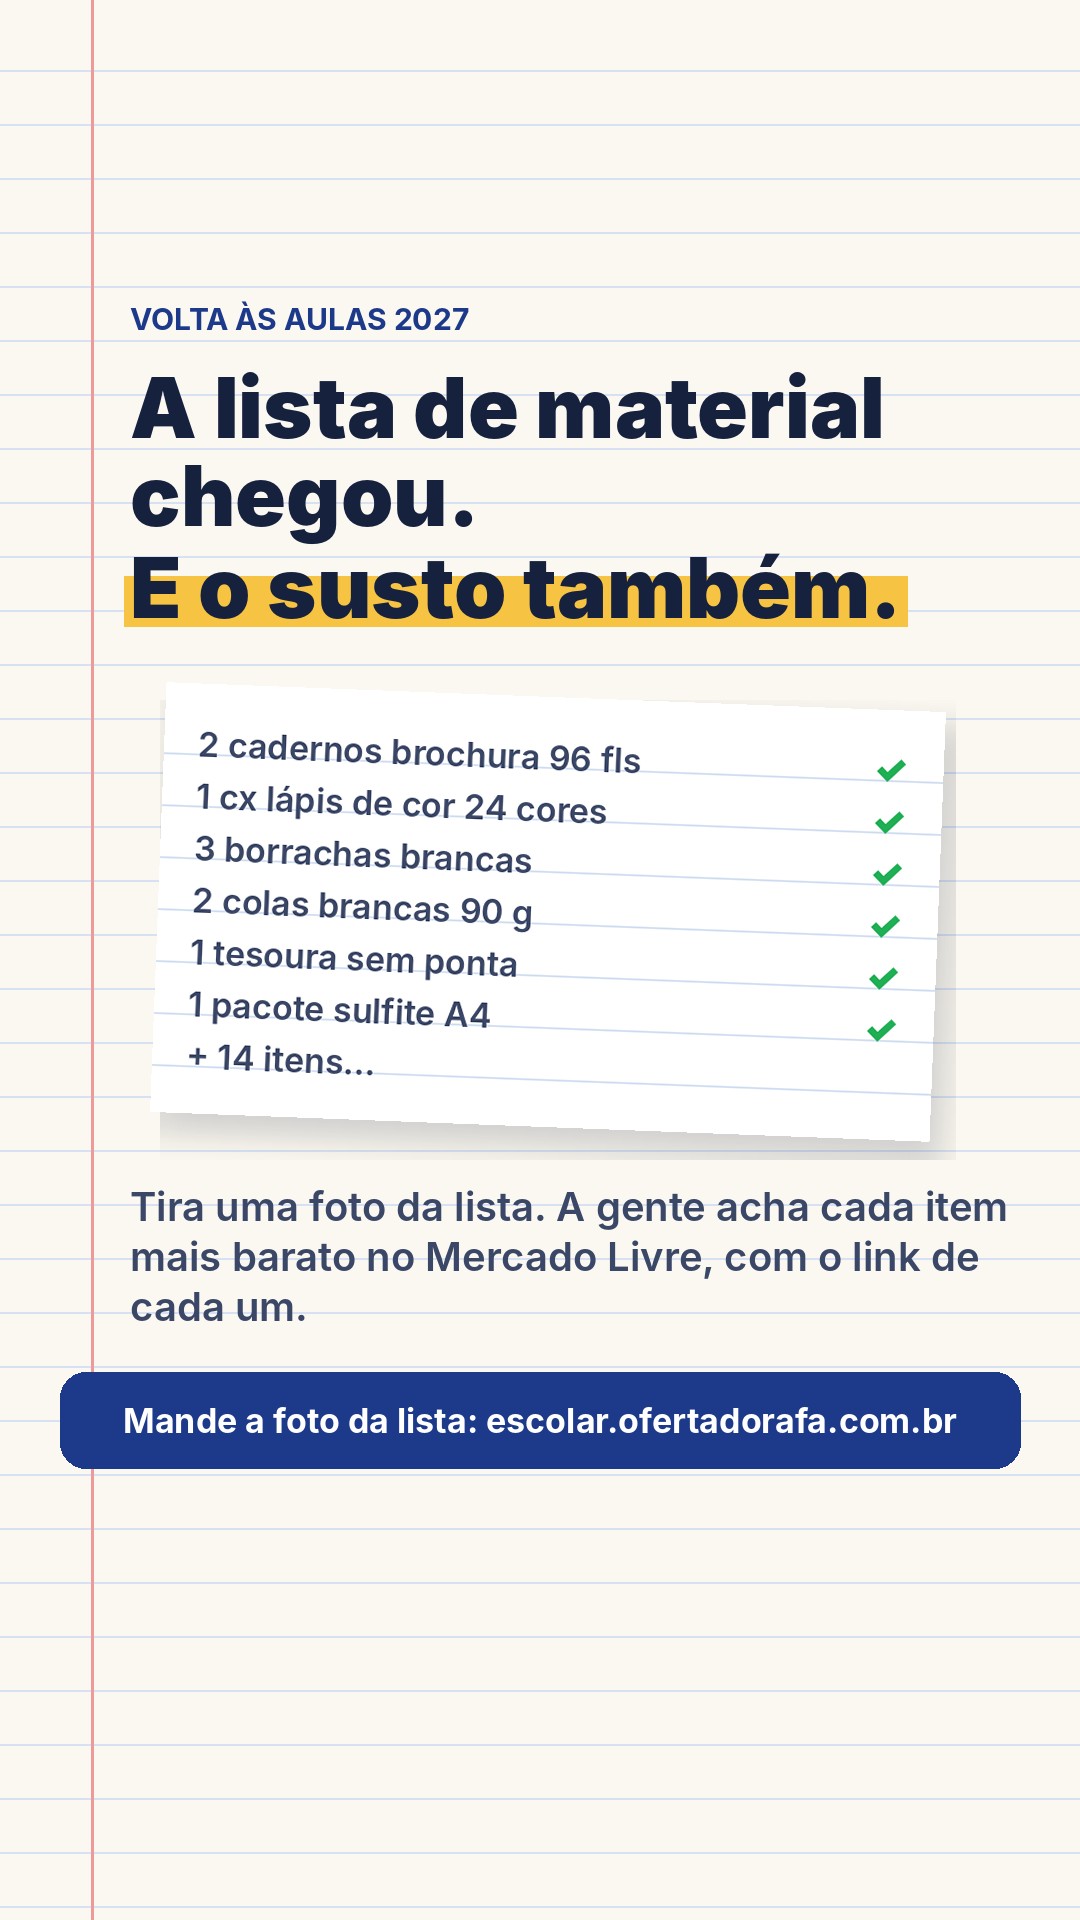 VOLTA ÀS AULAS 2027
A lista de material
chegou.
E o susto também.
2 cadernos brochura 96 fls
1 cx lápis de cor 24 cores
3 borrachas brancas
2 colas brancas 90 g
1 tesoura sem ponta
1 pacote sulfite A4
+ 14 itens...
Tira uma foto da lista. A gente acha cada item
mais barato no Mercado Livre, com o link de
cada um.
Mande a foto da lista: escolar.ofertadorafa.com.br